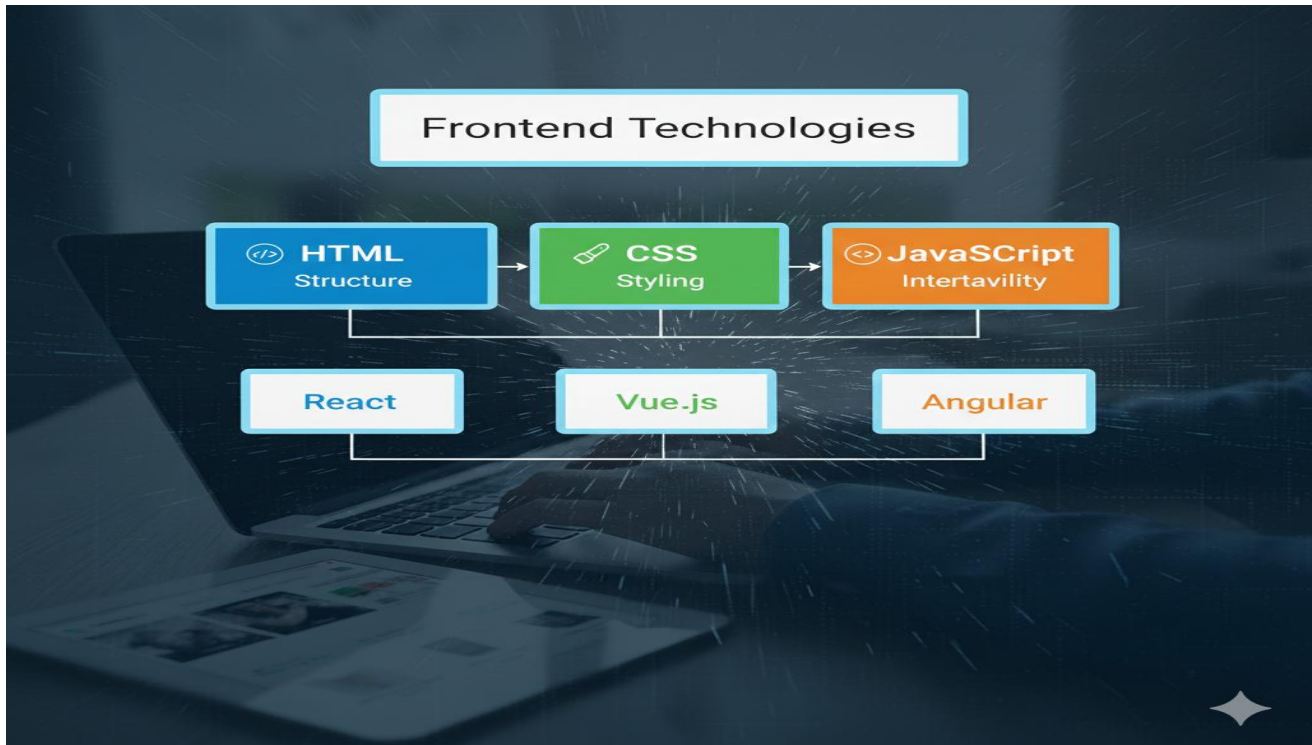 Frontend Technologies
HTML
Structure
CSS
Styling
JavaSCript
Intertavility
React
Vue.js
Angular